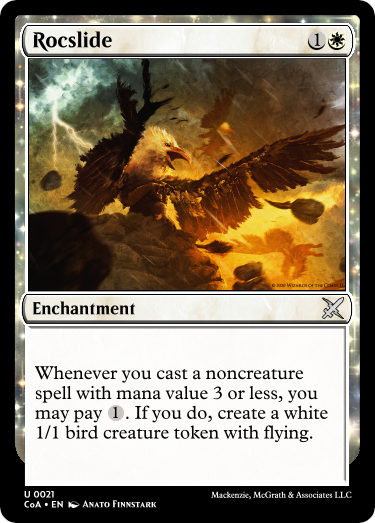 Rocslide 1
Enchantment
Whenever you cast a noncreature
spell with mana value 3 or less, you
may pay 1. If you do, create a white
1/1 bird creature token with flying.
U 0021
CoA • EN Anato Finnstark
Mackenzie, McGrath & Associates LLC